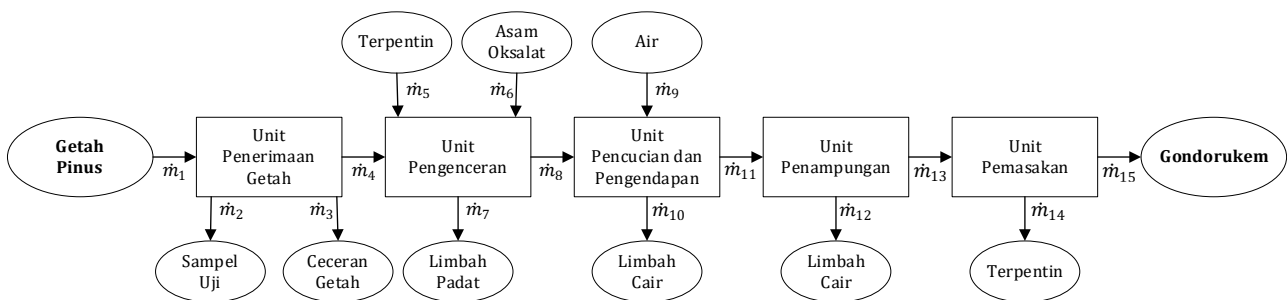 Terpentin
Asam
Oksalat
Air
ṁ5
ṁ6
ṁ9
Getah
Pinus
ṁ1
Unit
Penerimaan
Getah
ṁ4
Unit
Pengenceran
ṁ8
Unit
Pencucian dan
Pengendapan
ṁ11
Unit
Penampungan
ṁ13
Unit
Pemasakan
ṁ15
Gondorukem
ṁ2
ṁ3
ṁ7
ṁ10
ṁ12
ṁ14
Sampel
Uji
Ceceran
Getah
Limbah
Padat
Limbah
Cair
Limbah
Cair
Terpentin